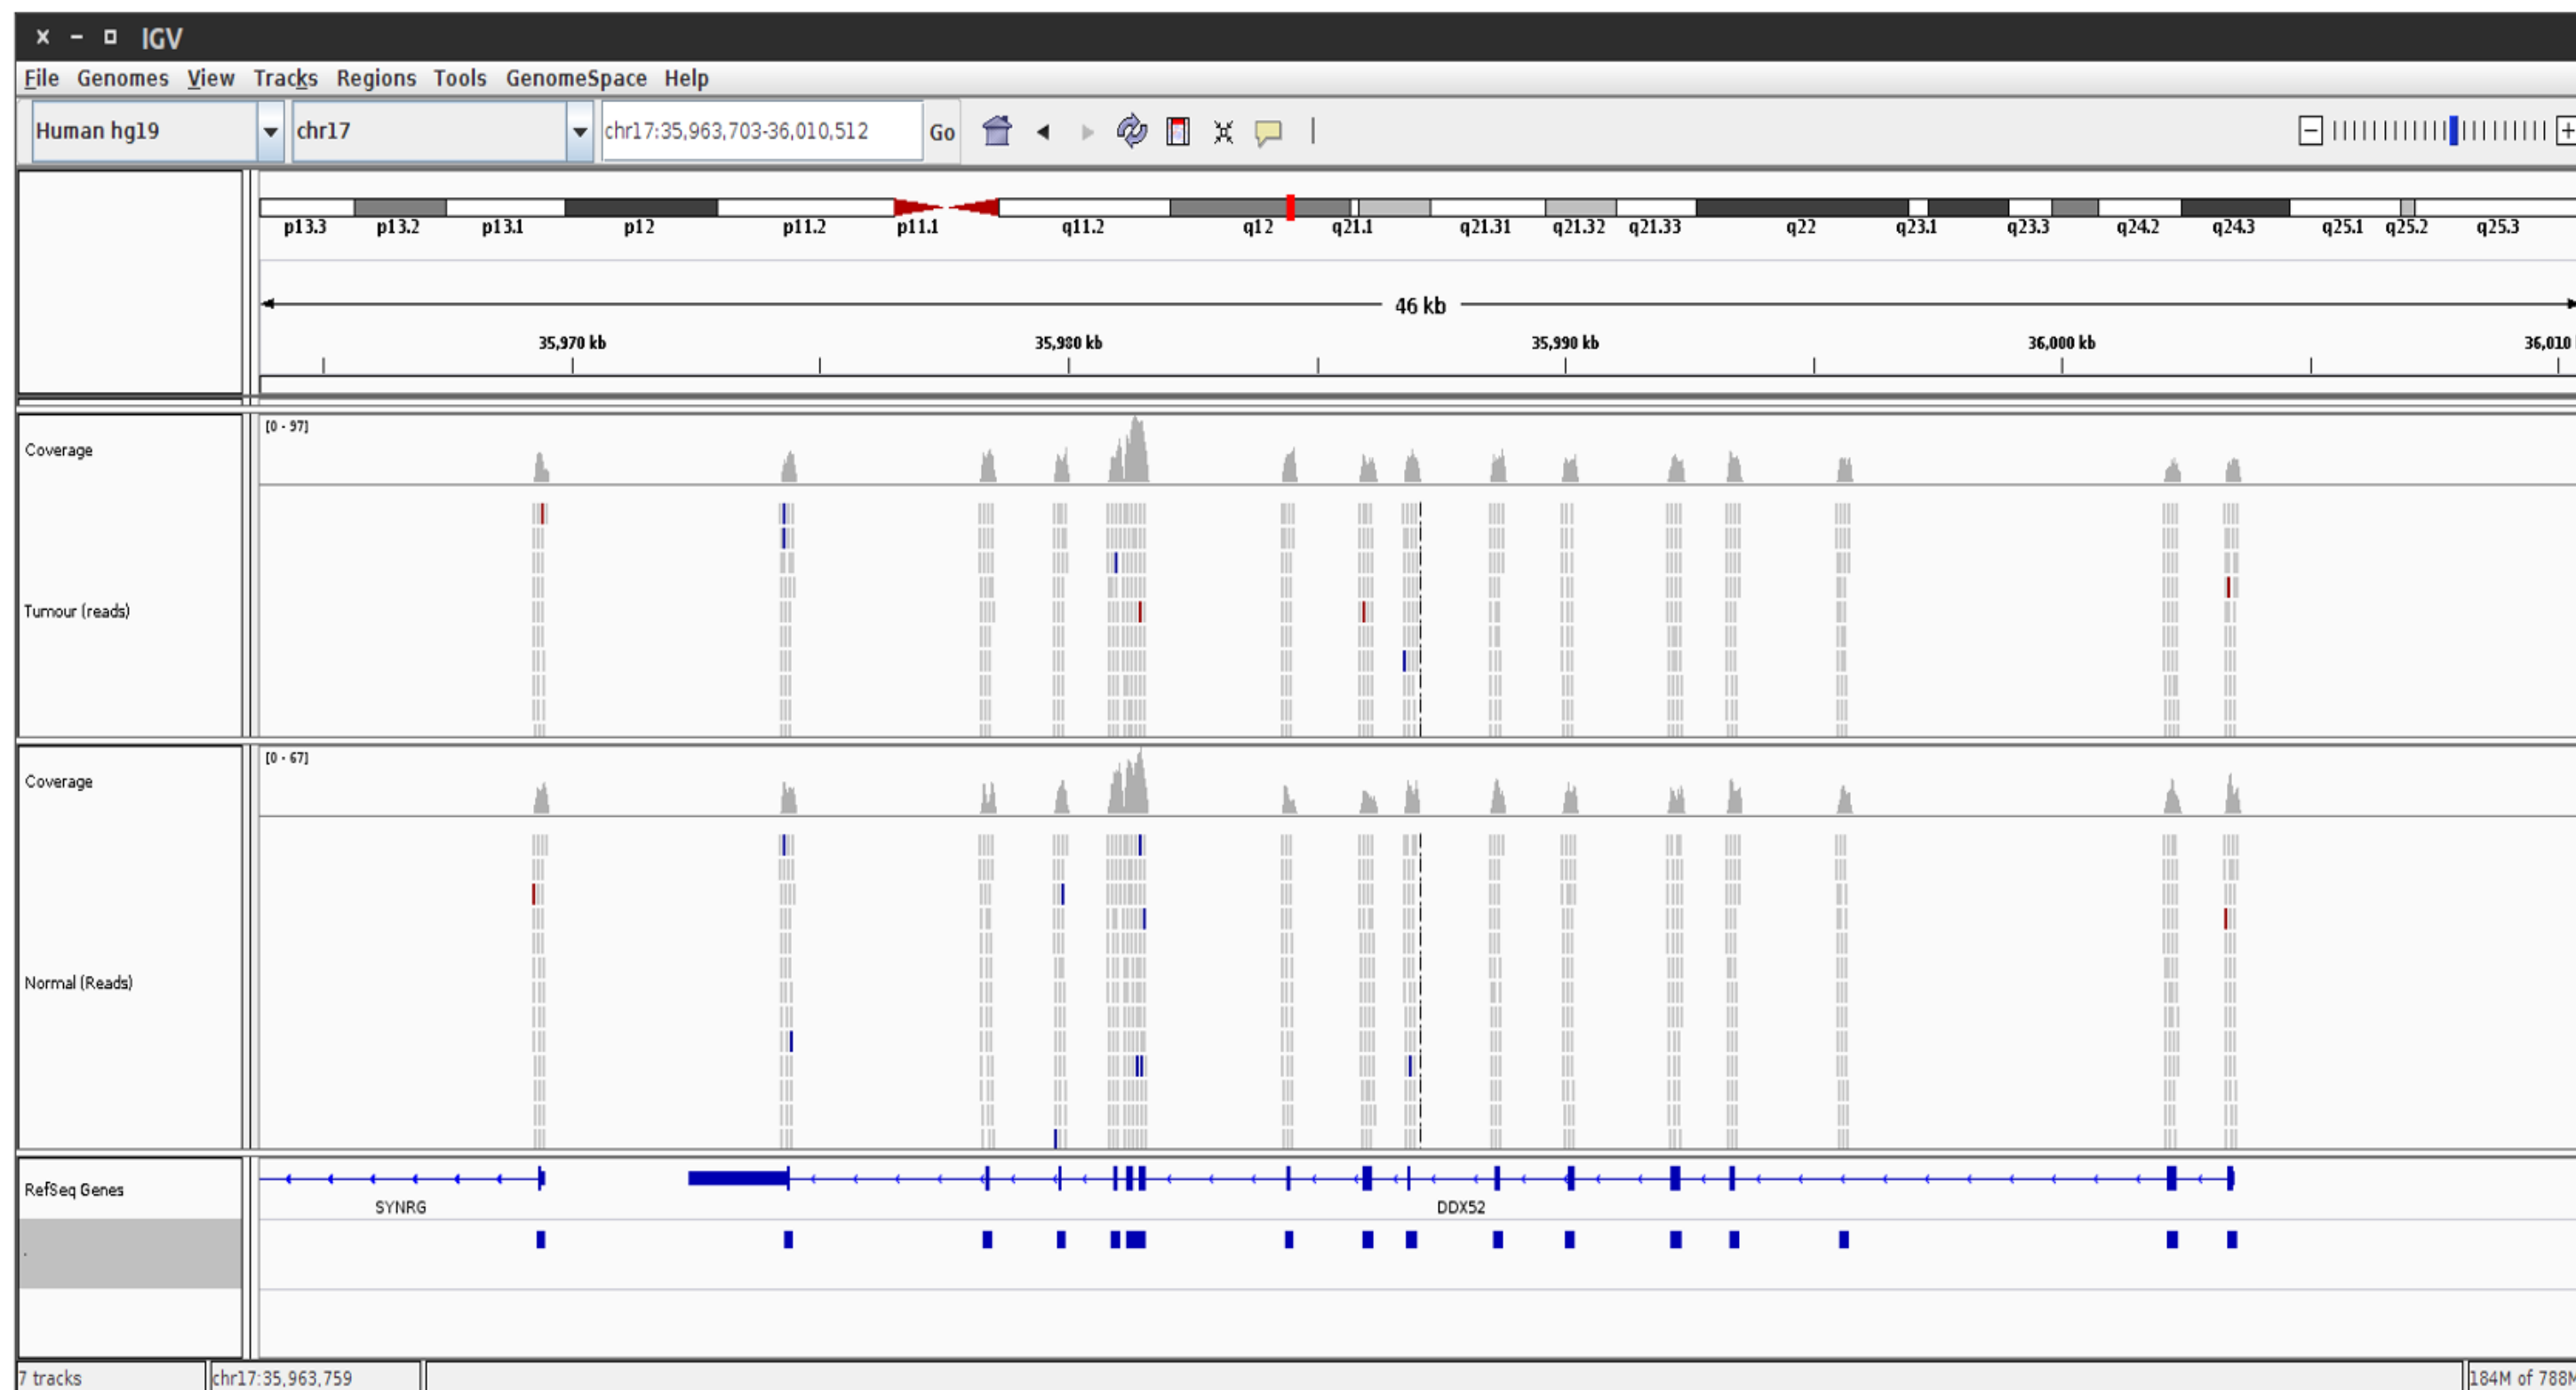 IGV
File Genomes View Tracks Regions Tools GenomeSpace Help
Human hg19 chr17 chr17:35,963,703-36,010,512 Go
p13.3 p13.2 p13.1 p12 p11.2 p11.1 q11.2 q12 q21.1 q21.31 q21.32 q21.33 q22 q23.1 q23.3 q24.2 q24.3 q25.1 q25.2 q25.3
46 kb
35,970 kb 35,980 kb 35,990 kb 36,000 kb 36,010
[0 - 97]
Coverage
Tumour (reads)
[0 - 67]
Coverage
Normal (Reads)
RefSeq Genes
SYNRG DDX52
7 tracks chr17:35,963,759 184M of 788M